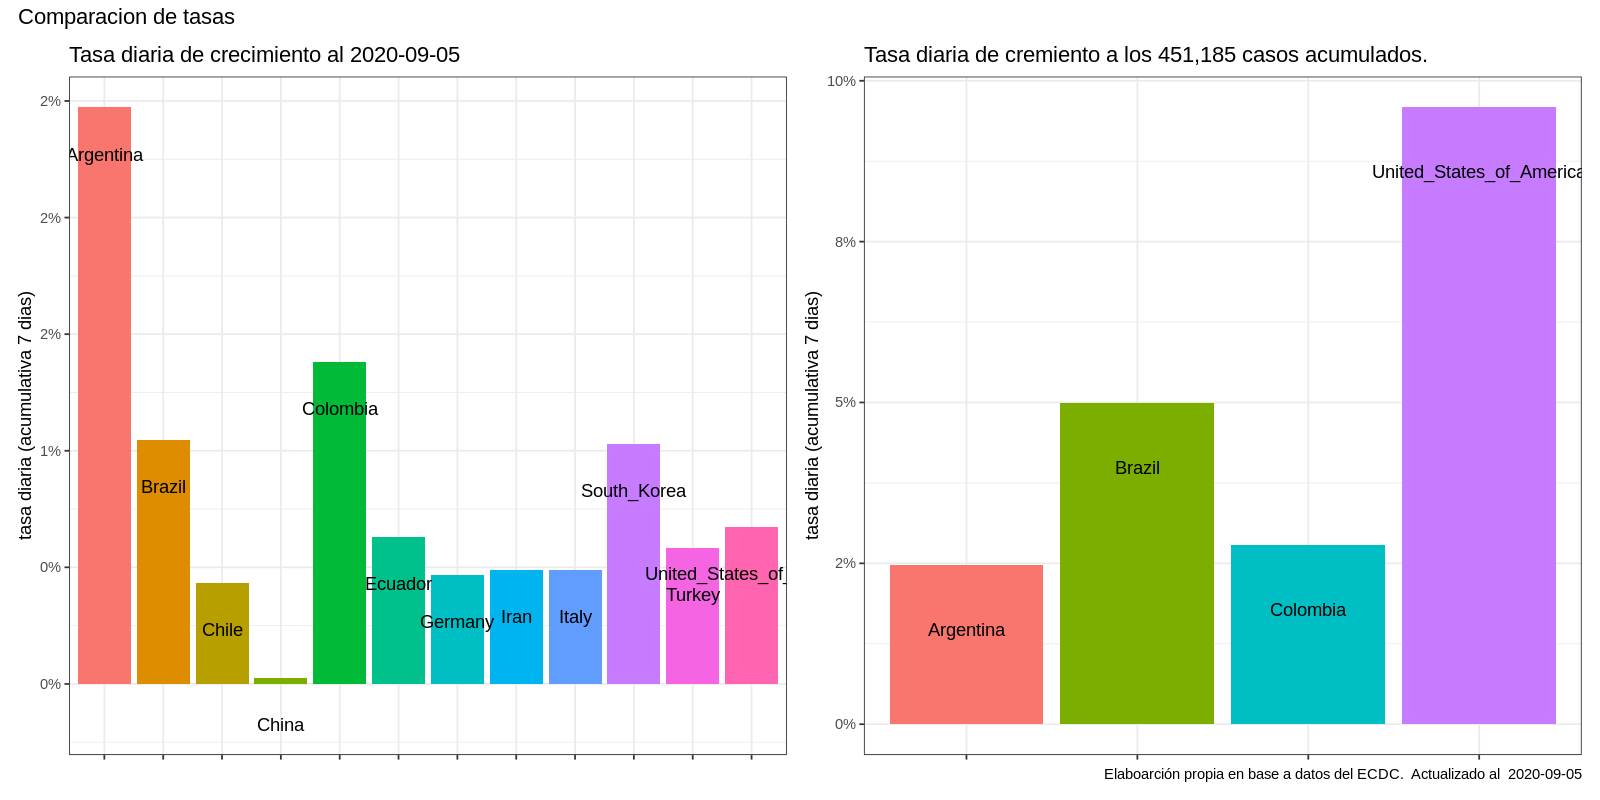 Comparacion de tasas
Tasa diaria de crecimiento al 2020-09-05
2%
2%
2%
1%
0%
0%
tasa diaria (acumulativa 7 dias)
Argentina
Brazil
Chile
China
Colombia
Ecuador
Germany
Iran
Italy
South_Korea
United_States_of_
Turkey
Tasa diaria de cremiento a los 451,185 casos acumulados.
10%
8%
5%
2%
0%
tasa diaria (acumulativa 7 dias)
Argentina
Brazil
Colombia
United_States_of_America
Elaboarción propia en base a datos del ECDC.  Actualizado al  2020-09-05